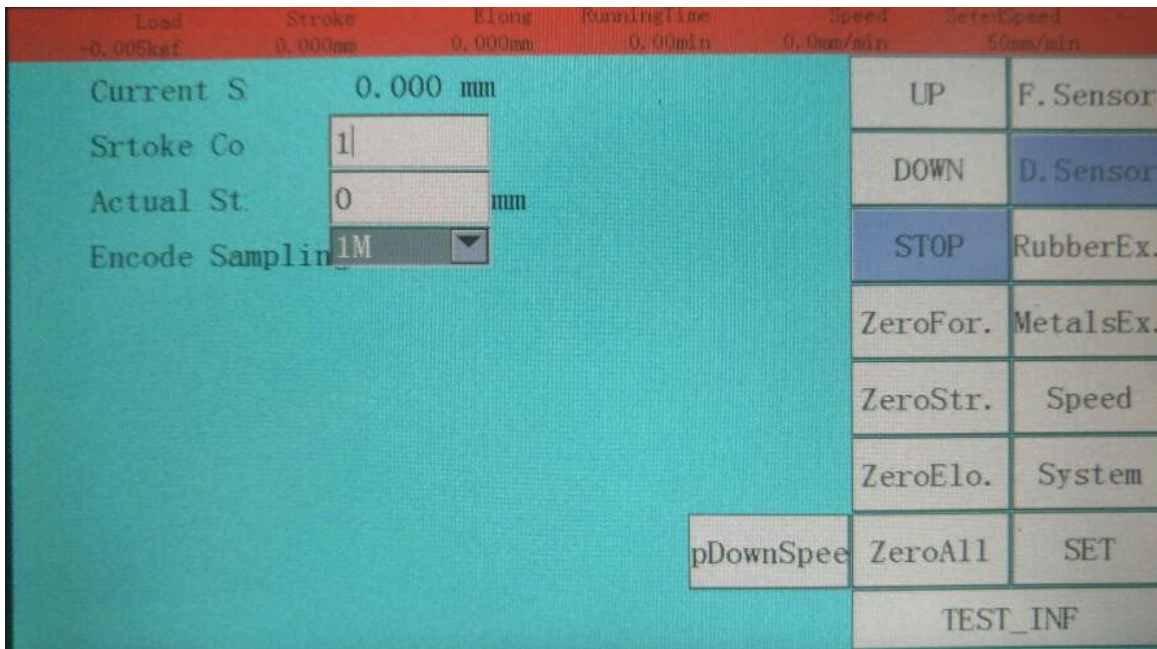 Load Stroke Elong RunningTime Speed SetedSpeed
-0.005kgf 0.000mm 0.000mm 0.00min 0.0mm/min 50mm/min
Current S 0.000 mm
Srtoke Co 1
Actual St 0 mm
Encode Samplin 1M
UP F.Sensor
DOWN D.Sensor
STOP RubberEx.
ZeroFor. MetalsEx.
ZeroStr. Speed
ZeroElo. System
pDownSpee ZeroAll SET
TEST_INF